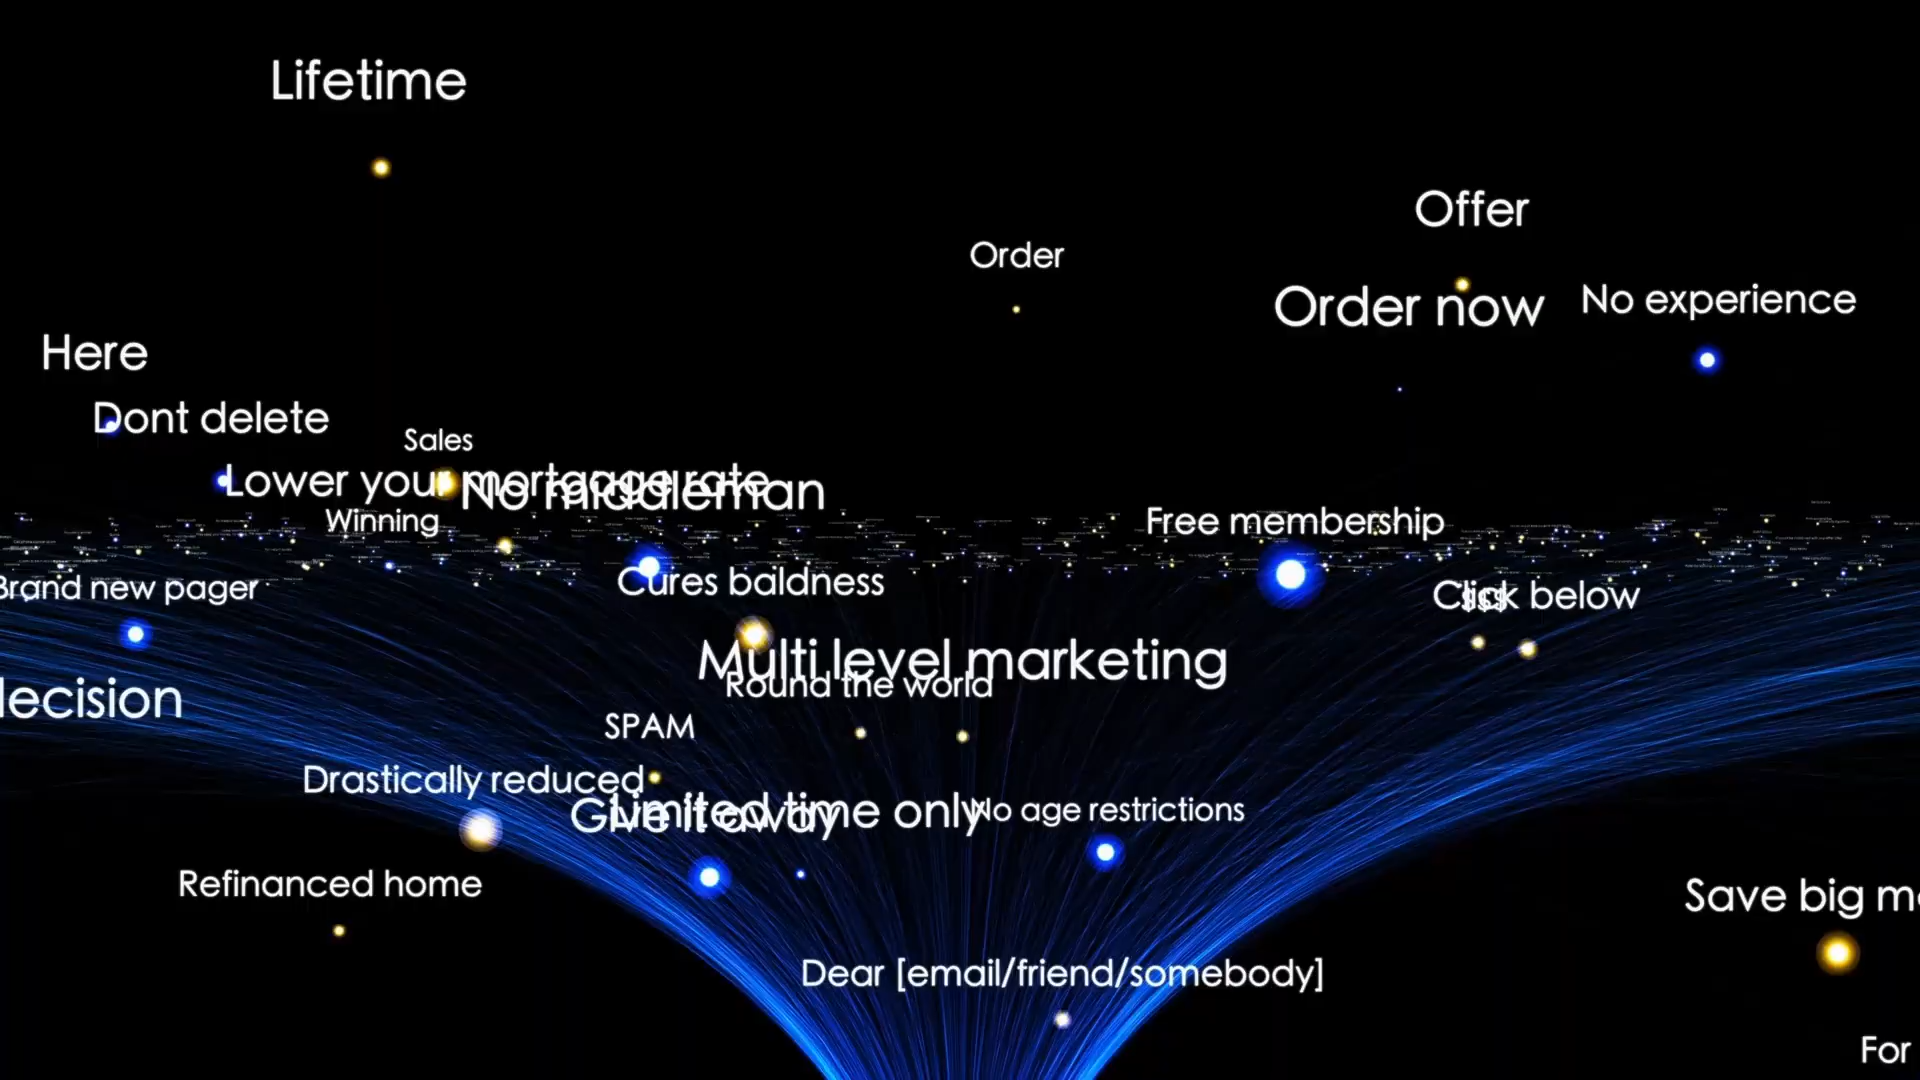 Lifetime
Offer
Order
Order now
No experience
Here
Dont delete
Sales
Lower your mortgage rate
No middleman
Winning
Free membership
Cures baldness
Brand new pager
Click below
$$$
Multi level marketing
Round the world
decision
SPAM
Drastically reduced
Limited time only
Give it away
No age restrictions
Refinanced home
Save big m
Dear [email/friend/somebody]
For